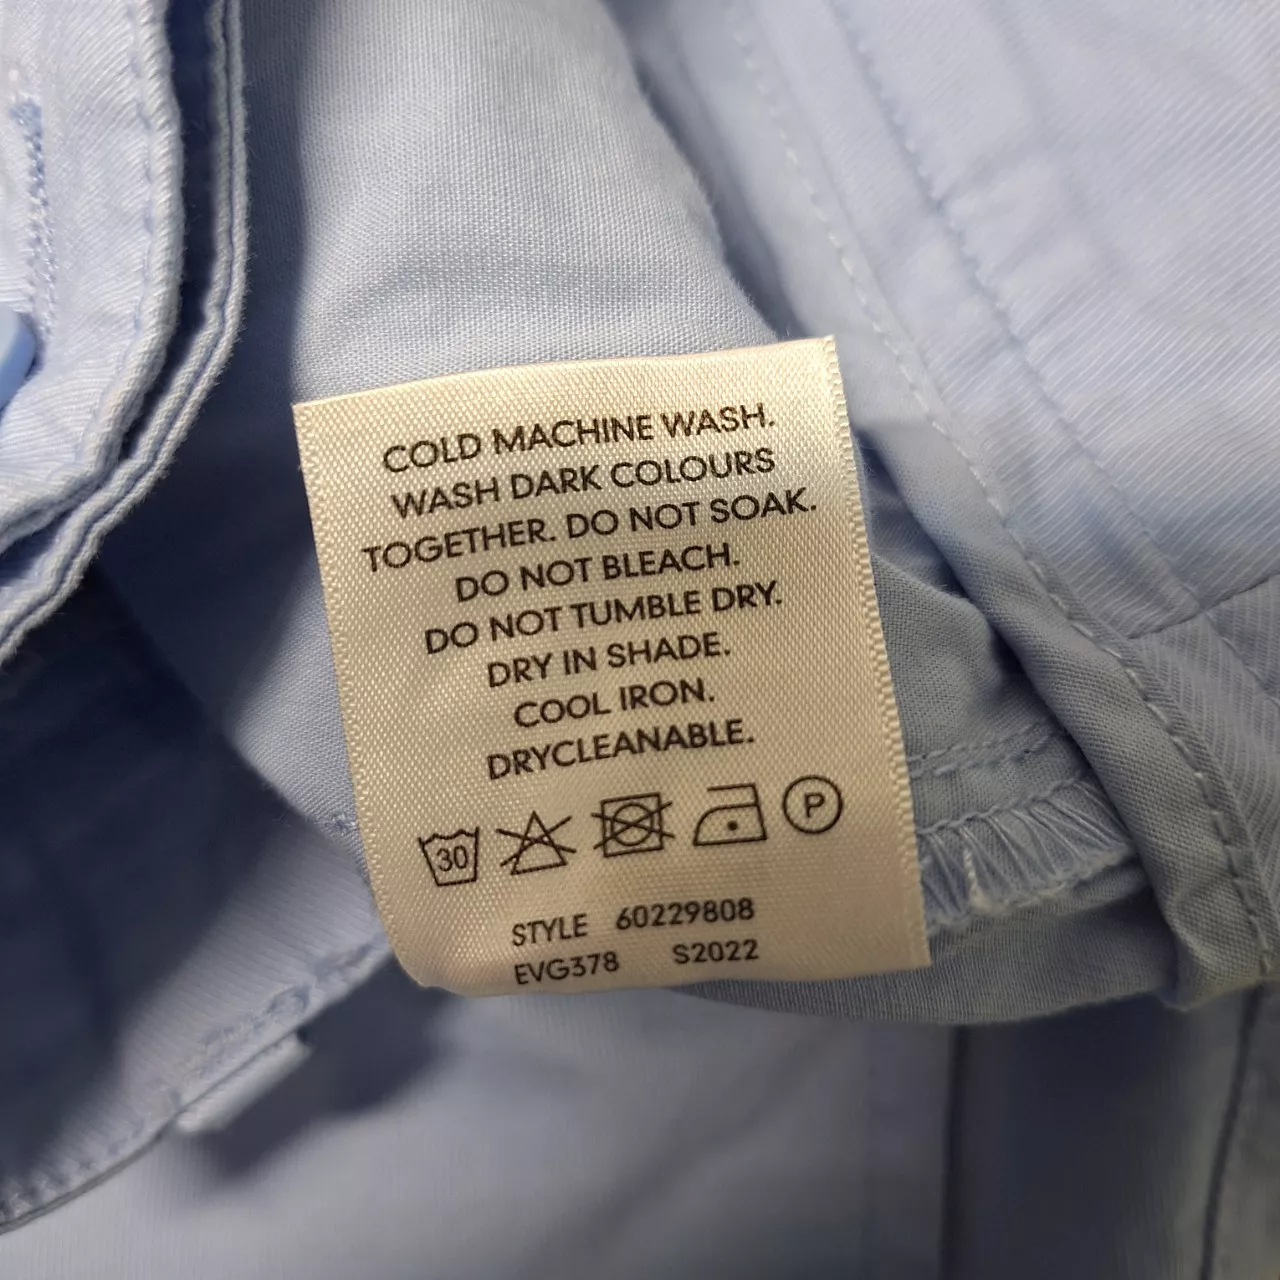 COLD MACHINE WASH.
WASH DARK COLOURS
TOGETHER. DO NOT SOAK.
DO NOT BLEACH.
DO NOT TUMBLE DRY.
DRY IN SHADE.
COOL IRON.
DRYCLEANABLE.
30 P
STYLE 60229808
EVG378 S2022